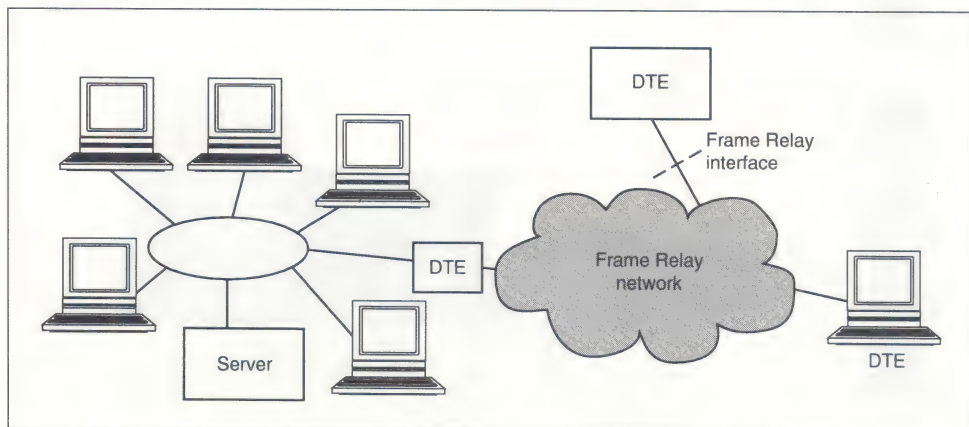 DTE
Frame Relay
interface
DTE
Frame Relay
network
Server
DTE